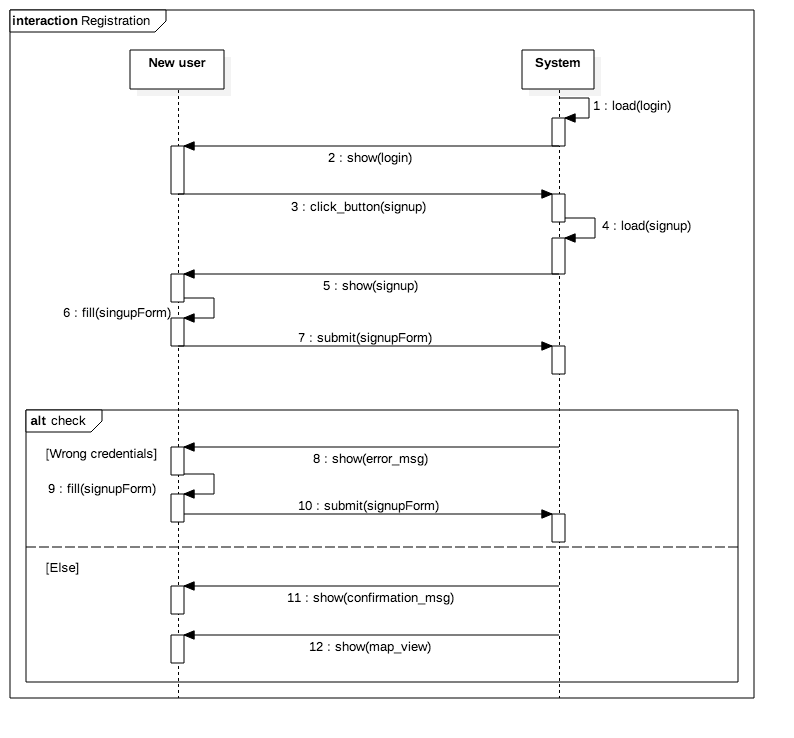 interaction Registration
New user
System
1 : load(login)
2 : show(login)
3 : click_button(signup)
4 : load(signup)
5 : show(signup)
6 : fill(singupForm)
7 : submit(signupForm)
alt check
[Wrong credentials]
8 : show(error_msg)
9 : fill(signupForm)
10 : submit(signupForm)
[Else]
11 : show(confirmation_msg)
12 : show(map_view)